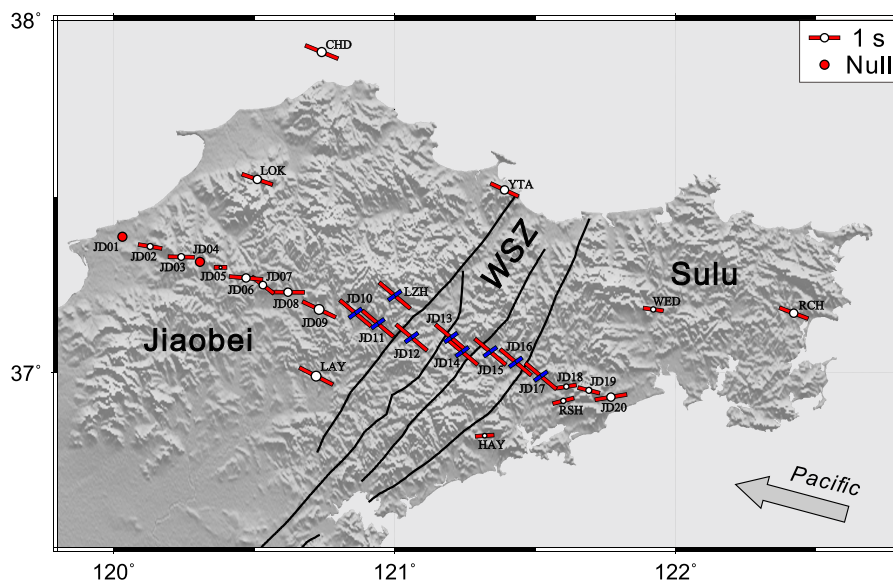 38°
CHD
1 s
Null
LOK
YTA
JD01
JD02
JD03
JD04
JD05
JD06
JD07
JD08
JD09
JD10
JD11
LZH
JD12
JD13
JD14
JD15
JD16
JD17
JD18
JD19
JD20
RSH
WSZ
Sulu
WED
RCH
Jiaobei
LAY
37°
HAY
Pacific
120°
121°
122°